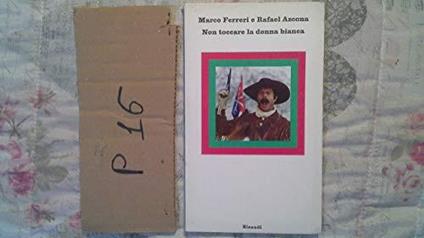 P 16
Marco Ferreri e Rafael Azcona
Non toccare la donna bianca
Einaudi